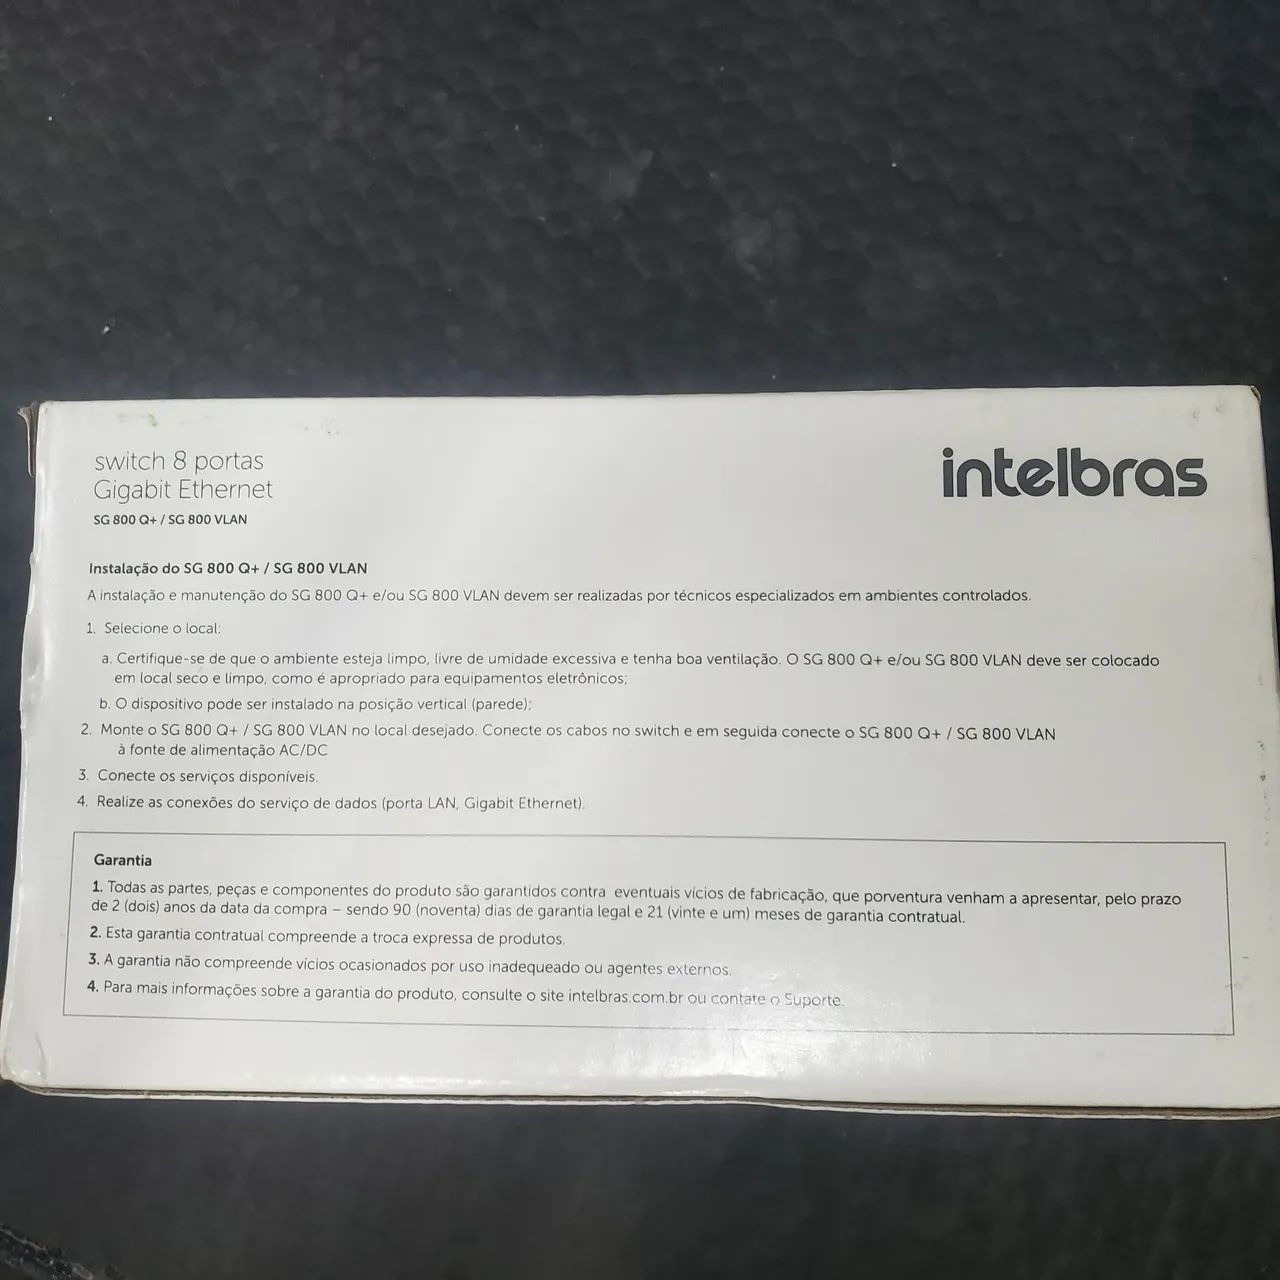 switch 8 portas
Gigabit Ethernet
SG 800 Q+ / SG 800 VLAN
intelbras
Instalação do SG 800 Q+ / SG 800 VLAN
A instalação e manutenção do SG 800 Q+ e/ou SG 800 VLAN devem ser realizadas por técnicos especializados em ambientes controlados.
1. Selecione o local:
a. Certifique-se de que o ambiente esteja limpo, livre de umidade excessiva e tenha boa ventilação. O SG 800 Q+ e/ou SG 800 VLAN deve ser colocado
em local seco e limpo, como é apropriado para equipamentos eletrônicos;
b. O dispositivo pode ser instalado na posição vertical (parede);
2. Monte o SG 800 Q+ / SG 800 VLAN no local desejado. Conecte os cabos no switch e em seguida conecte o SG 800 Q+ / SG 800 VLAN
à fonte de alimentação AC/DC
3. Conecte os serviços disponíveis.
4. Realize as conexões do serviço de dados (porta LAN, Gigabit Ethernet).
Garantia
1. Todas as partes, peças e componentes do produto são garantidos contra eventuais vícios de fabricação, que porventura venham a apresentar, pelo prazo
de 2 (dois) anos da data da compra – sendo 90 (noventa) dias de garantia legal e 21 (vinte e um) meses de garantia contratual.
2. Esta garantia contratual compreende a troca expressa de produtos.
3. A garantia não compreende vícios ocasionados por uso inadequeado ou agentes externos.
4. Para mais informações sobre a garantia do produto, consulte o site intelbras.com.br ou contate o Suporte.